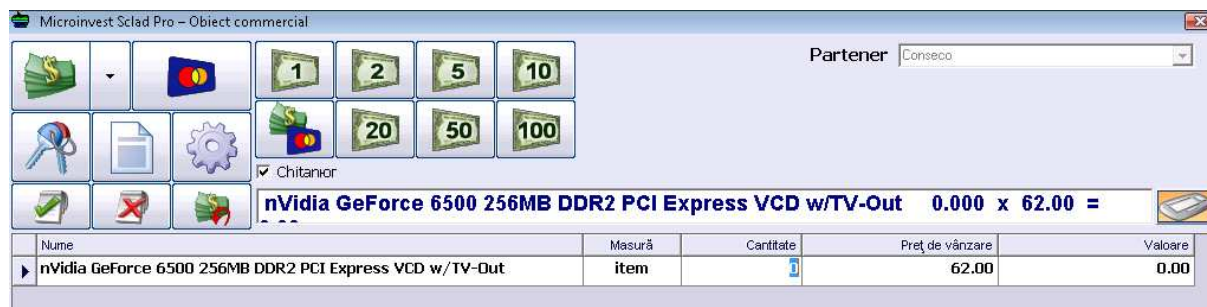 Microinvest Sclad Pro – Obiect commercial
Partener Conseco
1 2 5 10
20 50 100
Chitanюr
nVidia GeForce 6500 256MB DDR2 PCI Express VCD w/TV-Out 0.000 x 62.00 =
Nume Masură Cantitate Preţ de vânzare Valoare
nVidia GeForce 6500 256MB DDR2 PCI Express VCD w/TV-Out item 0 62.00 0.00